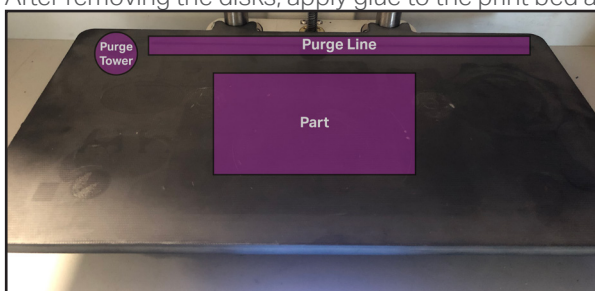 After removing the disks, apply glue to the print bed a
Purge Line
Purge
Tower
Part